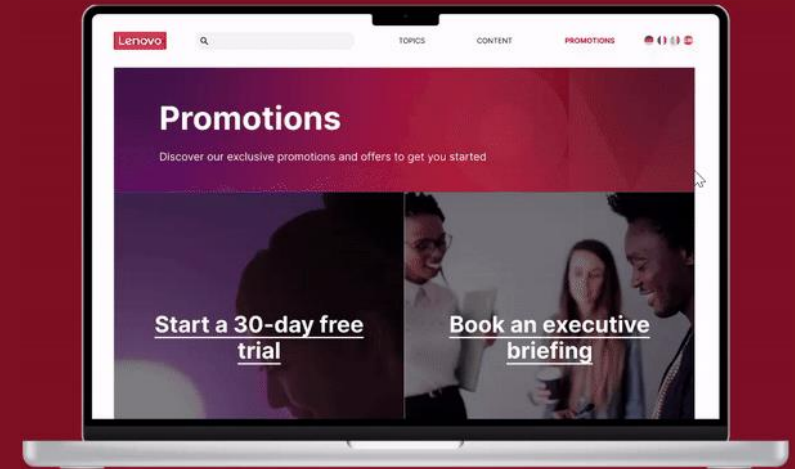 Lenovo
TOPICS
CONTENT
PROMOTIONS
Promotions
Discover our exclusive promotions and offers to get you started
Start a 30-day free
trial
Book an executive
briefing